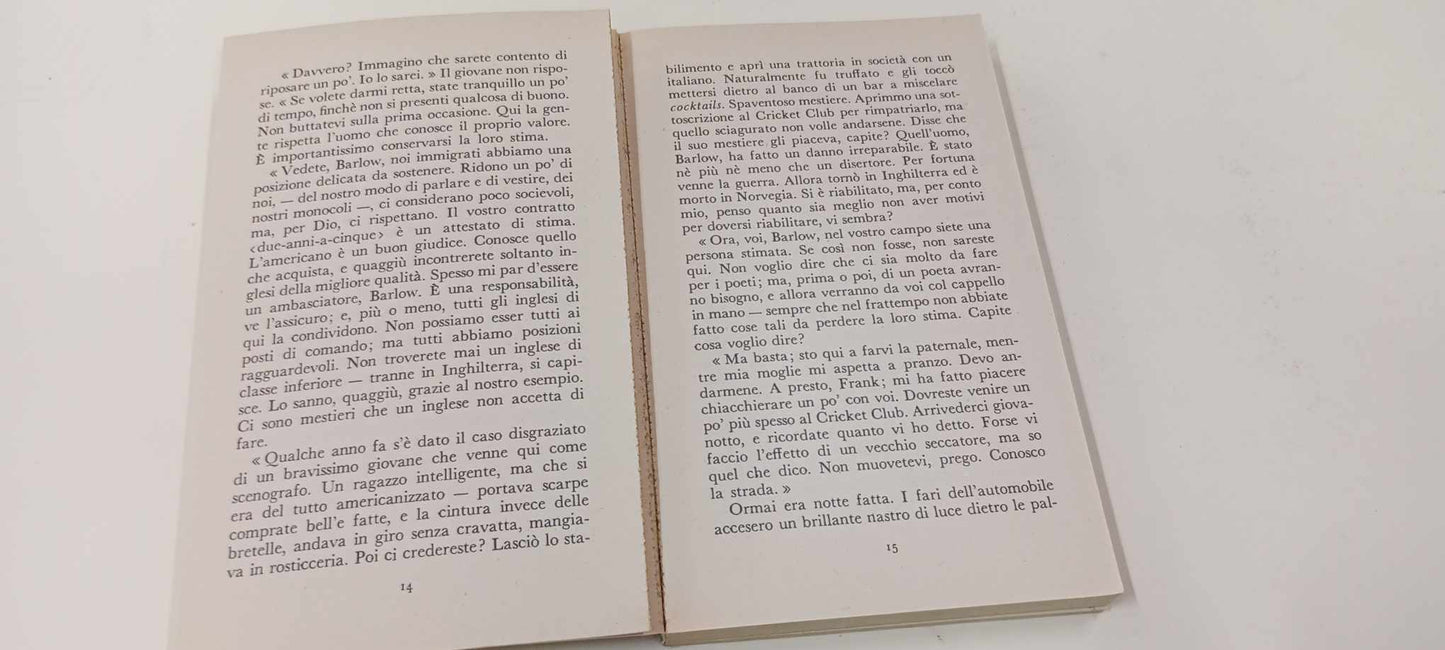 « Davvero? Immagino che sarete contento di
riposare un po'. Io lo sarei. » Il giovane non rispo-
se. « Se volete darmi retta, state tranquillo un po'
di tempo, finchè non si presenti qualcosa di buono.
Non buttatevi sulla prima occasione. Qui la gen-
te rispetta l'uomo che conosce il proprio valore.
È importantissimo conservarsi la loro stima.
« Vedete, Barlow, noi immigrati abbiamo una
posizione delicata da sostenere. Ridono un po' di
noi, — del nostro modo di parlare e di vestire, dei
nostri monocoli —, ci considerano poco socievoli,
ma, per Dio, ci rispettano. Il vostro contratto
‹due-anni-a-cinque› è un attestato di stima.
L'americano è un buon giudice. Conosce quello
che acquista, e quaggiù incontrerete soltanto in-
glesi della migliore qualità. Spesso mi par d'essere
un ambasciatore, Barlow. È una responsabilità,
ve l'assicuro; e, più o meno, tutti gli inglesi di
qui la condividono. Non possiamo esser tutti ai
posti di comando; ma tutti abbiamo posizioni
ragguardevoli. Non troverete mai un inglese di
classe inferiore — tranne in Inghilterra, si capi-
sce. Lo sanno, quaggiù, grazie al nostro esempio.
Ci sono mestieri che un inglese non accetta di
fare.
« Qualche anno fa s'è dato il caso disgraziato
di un bravissimo giovane che venne qui come
scenografo. Un ragazzo intelligente, ma che si
era del tutto americanizzato — portava scarpe
comprate bell'e fatte, e la cintura invece delle
bretelle, andava in giro senza cravatta, mangia-
va in rosticceria. Poi ci credereste? Lasciò lo sta-
14
bilimento e aprì una trattoria in società con un
italiano. Naturalmente fu truffato e gli toccò
mettersi dietro al banco di un bar a miscelare
cocktails. Spaventoso mestiere. Aprimmo una sot-
toscrizione al Cricket Club per rimpatriarlo, ma
quello sciagurato non volle andarsene. Disse che
il suo mestiere gli piaceva, capite? Quell'uomo,
Barlow, ha fatto un danno irreparabile. È stato
nè più nè meno che un disertore. Per fortuna
venne la guerra. Allora tornò in Inghilterra ed è
morto in Norvegia. Si è riabilitato, ma, per conto
mio, penso quanto sia meglio non aver motivi
per doversi riabilitare, vi sembra?
« Ora, voi, Barlow, nel vostro campo siete una
persona stimata. Se così non fosse, non sareste
qui. Non voglio dire che ci sia molto da fare
per i poeti; ma, prima o poi, di un poeta avran-
no bisogno, e allora verranno da voi col cappello
in mano — sempre che nel frattempo non abbiate
fatto cose tali da perdere la loro stima. Capite
cosa voglio dire?
« Ma basta; sto qui a farvi la paternale, men-
tre mia moglie mi aspetta a pranzo. Devo an-
darmene. A presto, Frank; mi ha fatto piacere
chiacchierare un po' con voi. Dovreste venire un
po' più spesso al Cricket Club. Arrivederci giova-
notto, e ricordate quanto vi ho detto. Forse vi
faccio l'effetto di un vecchio seccatore, ma so
quel che dico. Non muovetevi, prego. Conosco
la strada. »
Ormai era notte fatta. I fari dell'automobile
accesero un brillante nastro di luce dietro le pal-
15